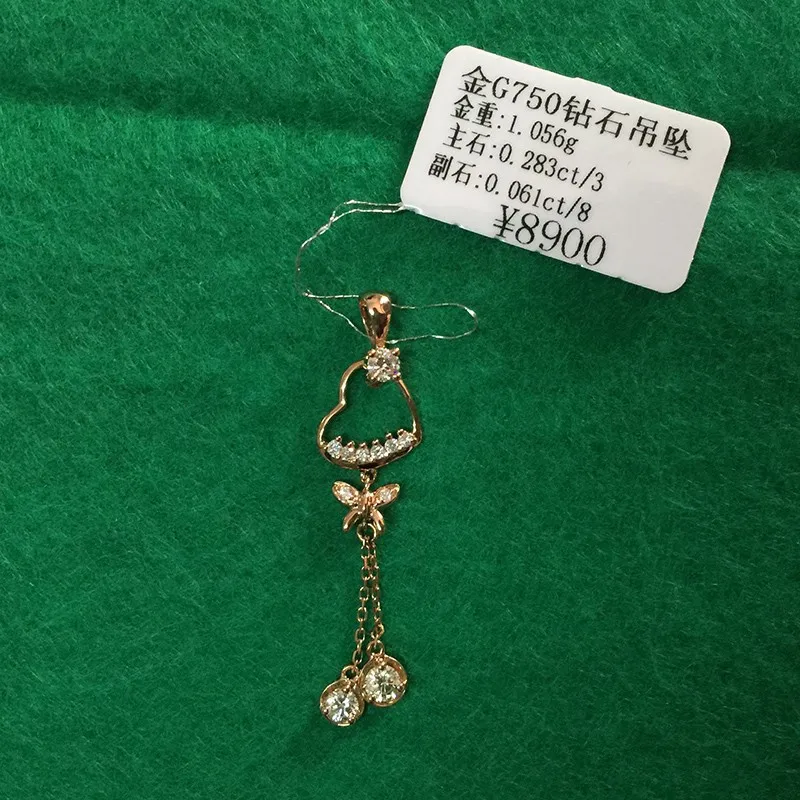 金G750钻石吊坠
金重:1.056g
主石:0.283ct/3
副石:0.061ct/8
¥8900